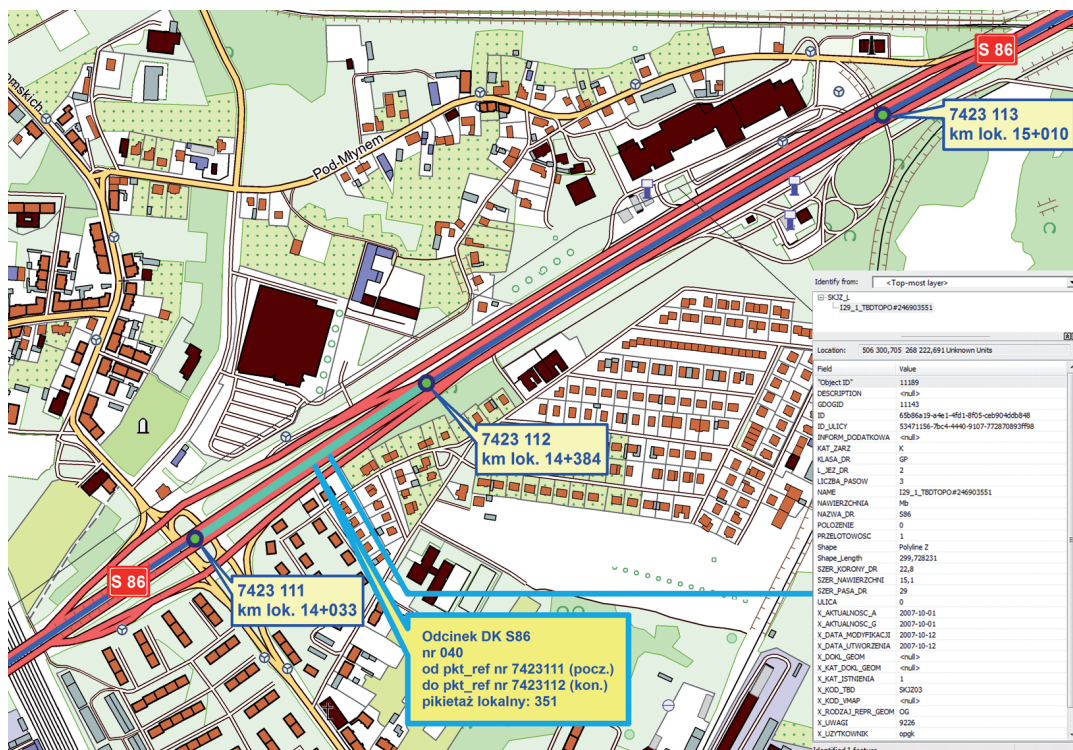 S 86
7423 113
km lok. 15+010
omskich
Pod-Młynem
7423 112
km lok. 14+384
S 86
7423 111
km lok. 14+033
Odcinek DK S86
nr 040
od pkt_ref nr 7423111 (pocz.)
do pkt_ref nr 7423112 (kon.)
pikietaż lokalny: 351
Identify from: <Top-most layer>
SKJZ_L
I29_1_TBDTOPO#246903551
Location: 506 300,705 268 222,691 Unknown Units
Field Value
"Object ID" 11189
DESCRIPTION <null>
GDOGID 11143
ID 65b86a19-a4e1-4fd1-8f05-ceb904ddb848
ID_ULICY 53471156-7bc4-4440-9107-772870893ff98
INFORM_DODATKOWA <null>
KAT_ZARZ K
KLASA_DR GP
L_JEZ_DR 2
LICZBA_PASOW 3
NAME I29_1_TBDTOPO#246903551
NAWIERZCHNIA Mb
NAZWA_DR S86
POLOZENIE 0
PRZELOTOWOSC 1
Shape Polyline Z
Shape_Length 299,728231
SZER_KORONY_DR 22,8
SZER_NAWIERZCHNI 15,1
SZER_PASA_DR 29
ULICA 0
X_AKTUALNOSC_A 2007-10-01
X_AKTUALNOSC_G 2007-10-01
X_DATA_MODYFIKACJI 2007-10-12
X_DATA_UTWORZENIA 2007-10-12
X_DOKL_GEOM <null>
X_KAT_DOKL_GEOM <null>
X_KAT_ISTNIENIA 1
X_KOD_TBD SKJZ03
X_KOD_VMAP <null>
X_RODZAJ_REPR_GEOM OG
X_UWAGI 9226
X_UZYTKOWNIK opgk
Identified 1 feature